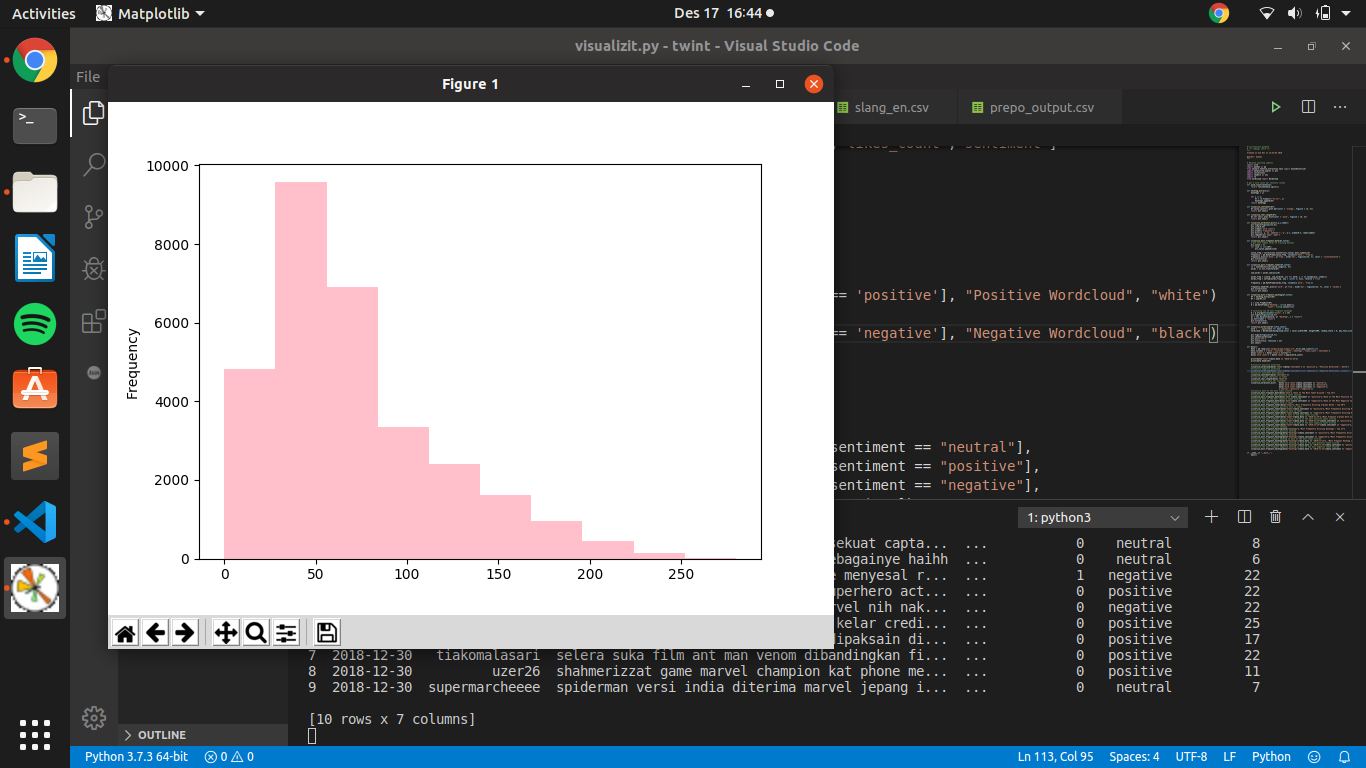 Activities
Matplotlib
Des 17 16:44
visualizit.py - twint - Visual Studio Code
File
Figure 1
slang_en.csv
prepo_output.csv
10000
8000
6000
4000
2000
0
Frequency
0 50 100 150 200 250
== 'positive'], "Positive Wordcloud", "white")
== 'negative'], "Negative Wordcloud", "black")
sentiment == "neutral"],
sentiment == "positive"],
sentiment == "negative"],
1: python3
sekuat capta... ... 0 neutral 8
ebagainye haihh ... 0 neutral 6
e menyesal r... ... 1 negative 22
uperhero act... ... 0 positive 22
rvel nih nak... ... 0 negative 22
kelar credi... ... 0 positive 25
dipaksain di... ... 0 positive 17
7 2018-12-30 tiakomalasari selera suka film ant man venom dibandingkan fi... ... 0 positive 22
8 2018-12-30 uzer26 shahmerizzat game marvel champion kat phone me... ... 0 positive 11
9 2018-12-30 supermarcheeee spiderman versi india diterima marvel jepang i... ... 0 neutral 7
[10 rows x 7 columns]
OUTLINE
Python 3.7.3 64-bit 0 0 Ln 113, Col 95 Spaces: 4 UTF-8 LF Python